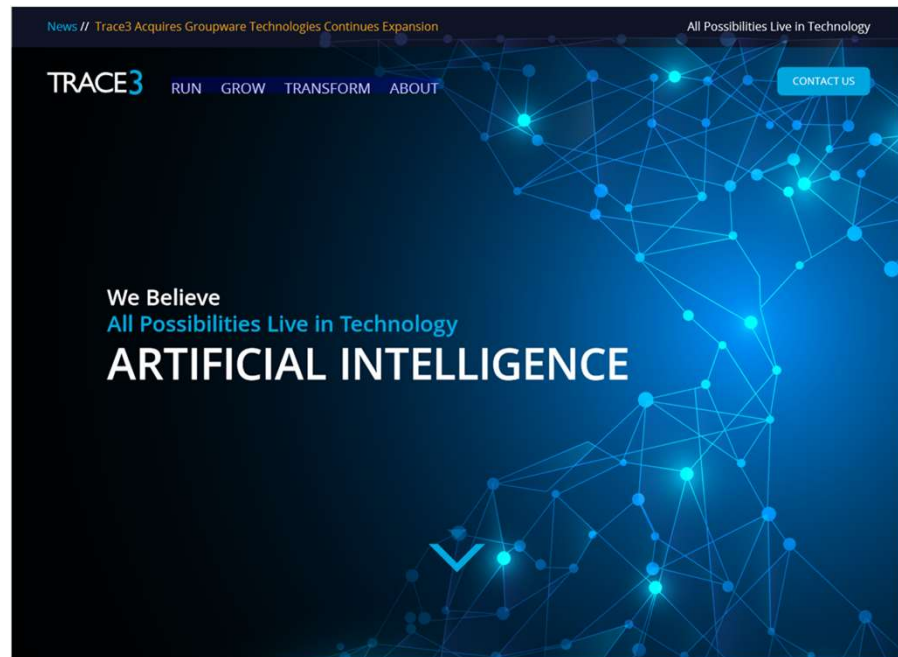 News // Trace3 Acquires Groupware Technologies Continues Expansion
All Possibilities Live in Technology
TRACE3
RUN GROW TRANSFORM ABOUT
CONTACT US
We Believe
All Possibilities Live in Technology
ARTIFICIAL INTELLIGENCE